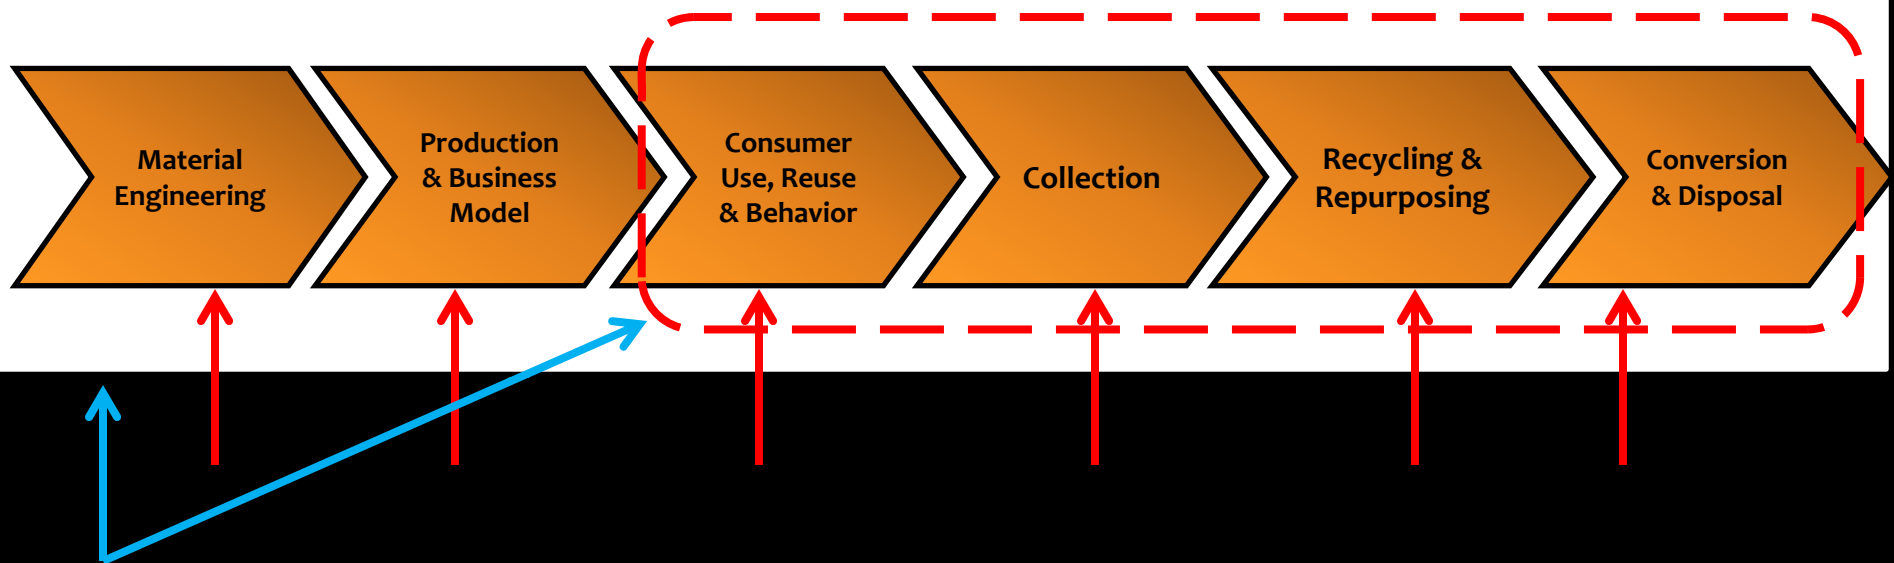 Material
Engineering
Production
& Business
Model
Consumer
Use, Reuse
& Behavior
Collection
Recycling &
Repurposing
Conversion
& Disposal